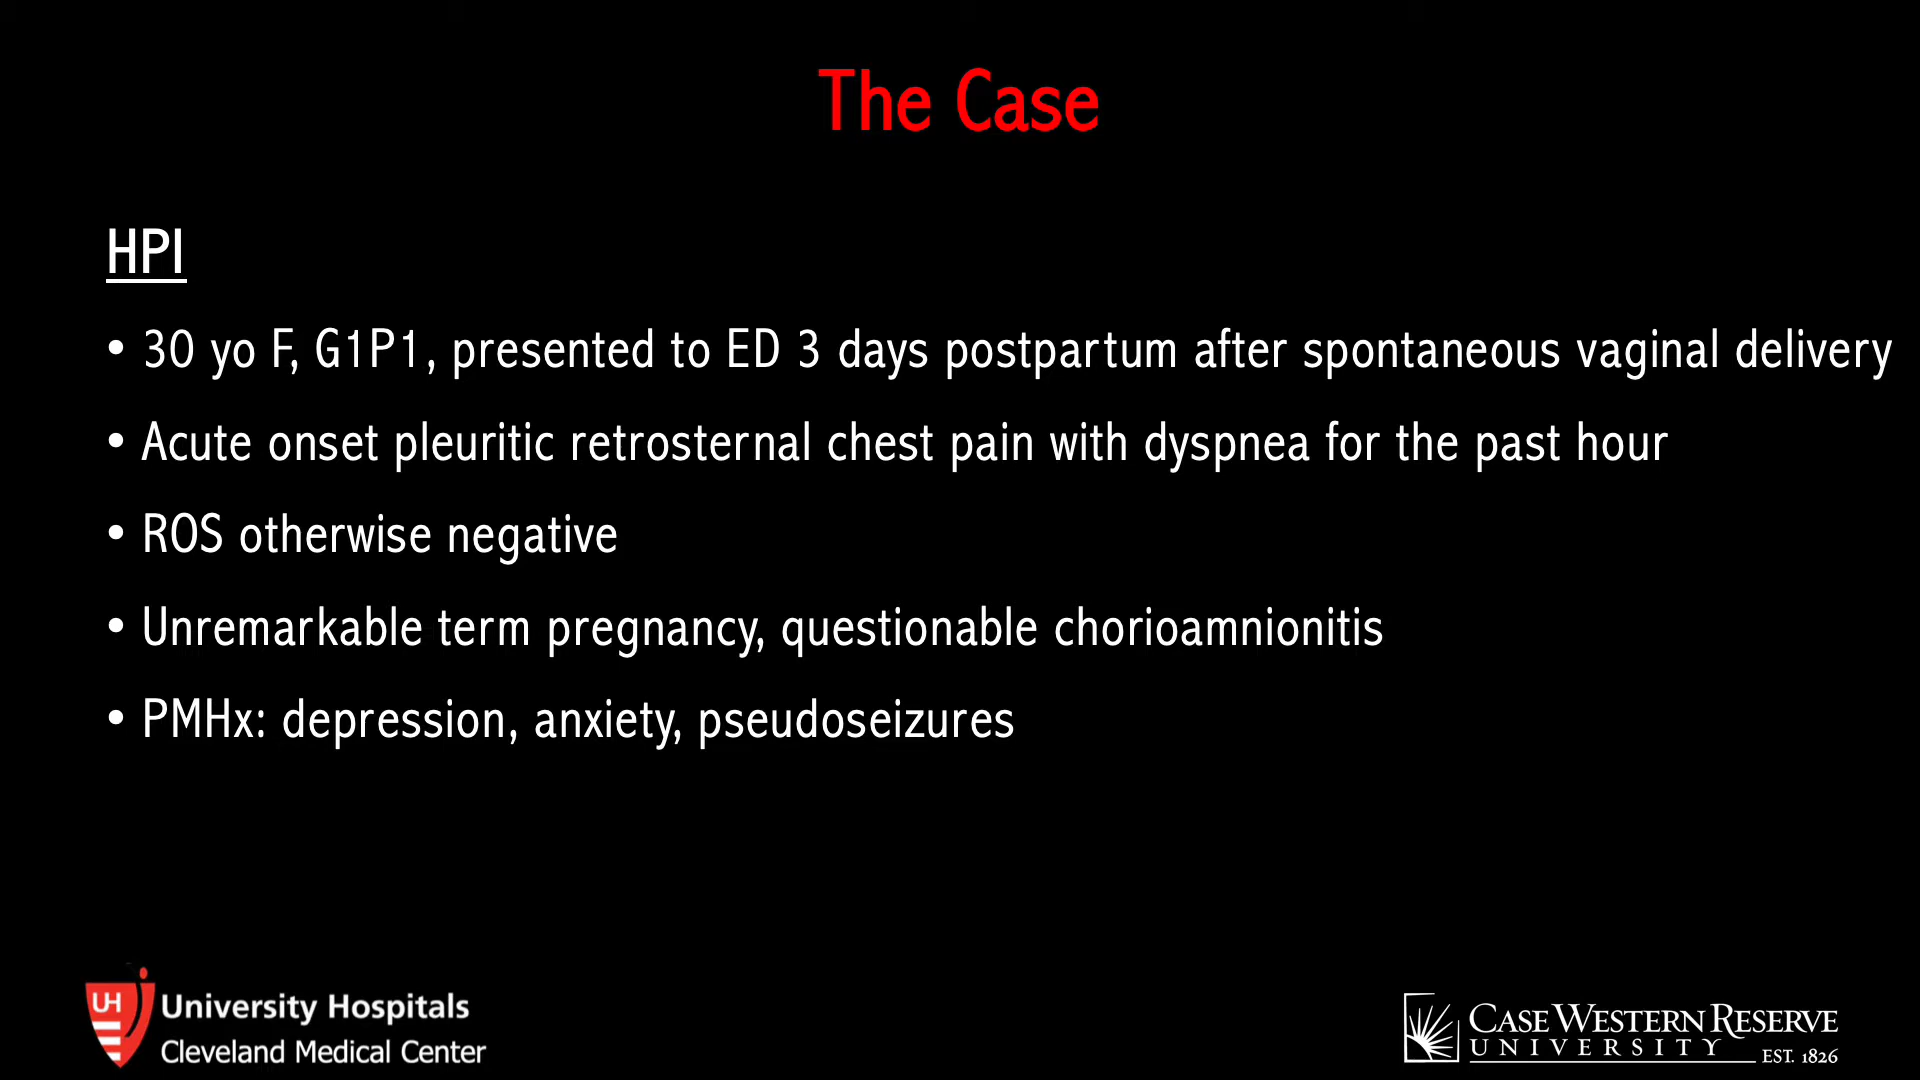 The Case
HPI
• 30 yo F, G1P1, presented to ED 3 days postpartum after spontaneous vaginal delivery
• Acute onset pleuritic retrosternal chest pain with dyspnea for the past hour
• ROS otherwise negative
• Unremarkable term pregnancy, questionable chorioamnionitis
• PMHx: depression, anxiety, pseudoseizures
UH
University Hospitals
Cleveland Medical Center
CASE WESTERN RESERVE
UNIVERSITY
EST. 1826